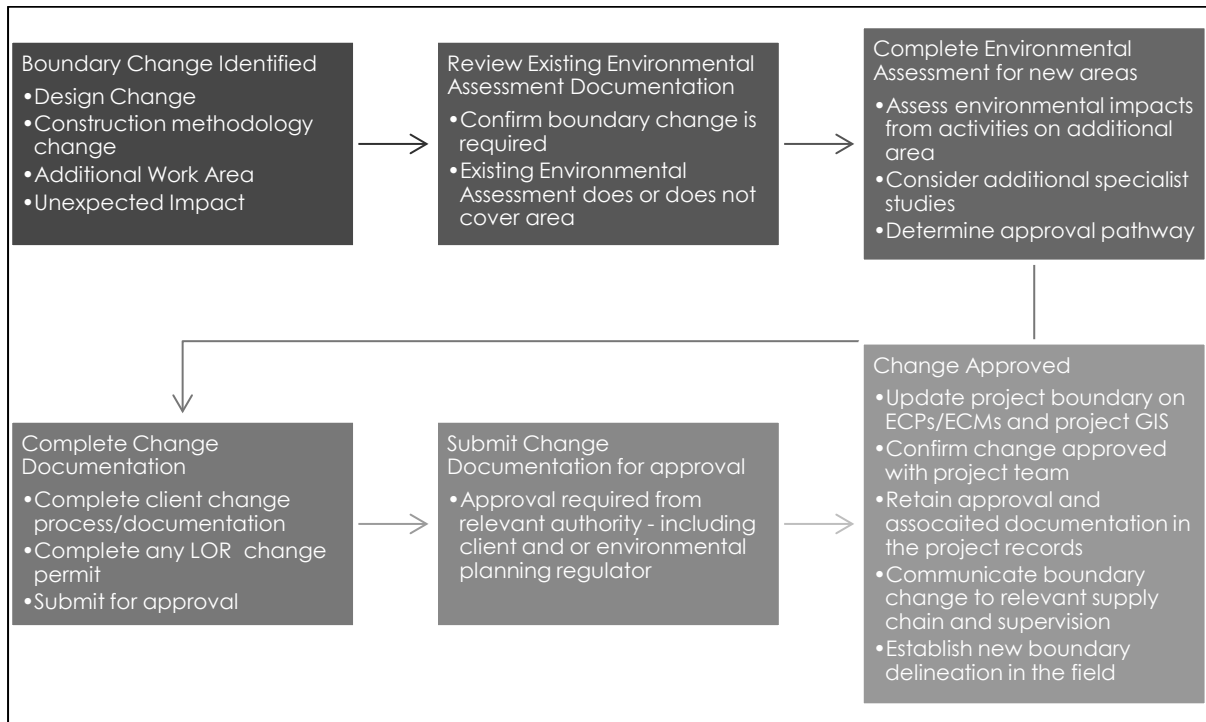 Boundary Change Identified
•Design Change
•Construction methodology
change
•Additional Work Area
•Unexpected Impact
Review Existing Environmental
Assessment Documentation
•Confirm boundary change is
required
•Existing Environmental
Assessment does or does not
cover area
Complete Environmental
Assessment for new areas
•Assess environmental impacts
from activities on additional
area
•Consider additional specialist
studies
•Determine approval pathway
Complete Change
Documentation
•Complete client change
process/documentation
•Complete any LOR change
permit
•Submit for approval
Submit Change
Documentation for approval
•Approval required from
relevant authority - including
client and or environmental
planning regulator
Change Approved
•Update project boundary on
ECPs/ECMs and project GIS
•Confirm change approved
with project team
•Retain approval and
assocaited documentation in
the project records
•Communicate boundary
change to relevant supply
chain and supervision
•Establish new boundary
delineation in the field